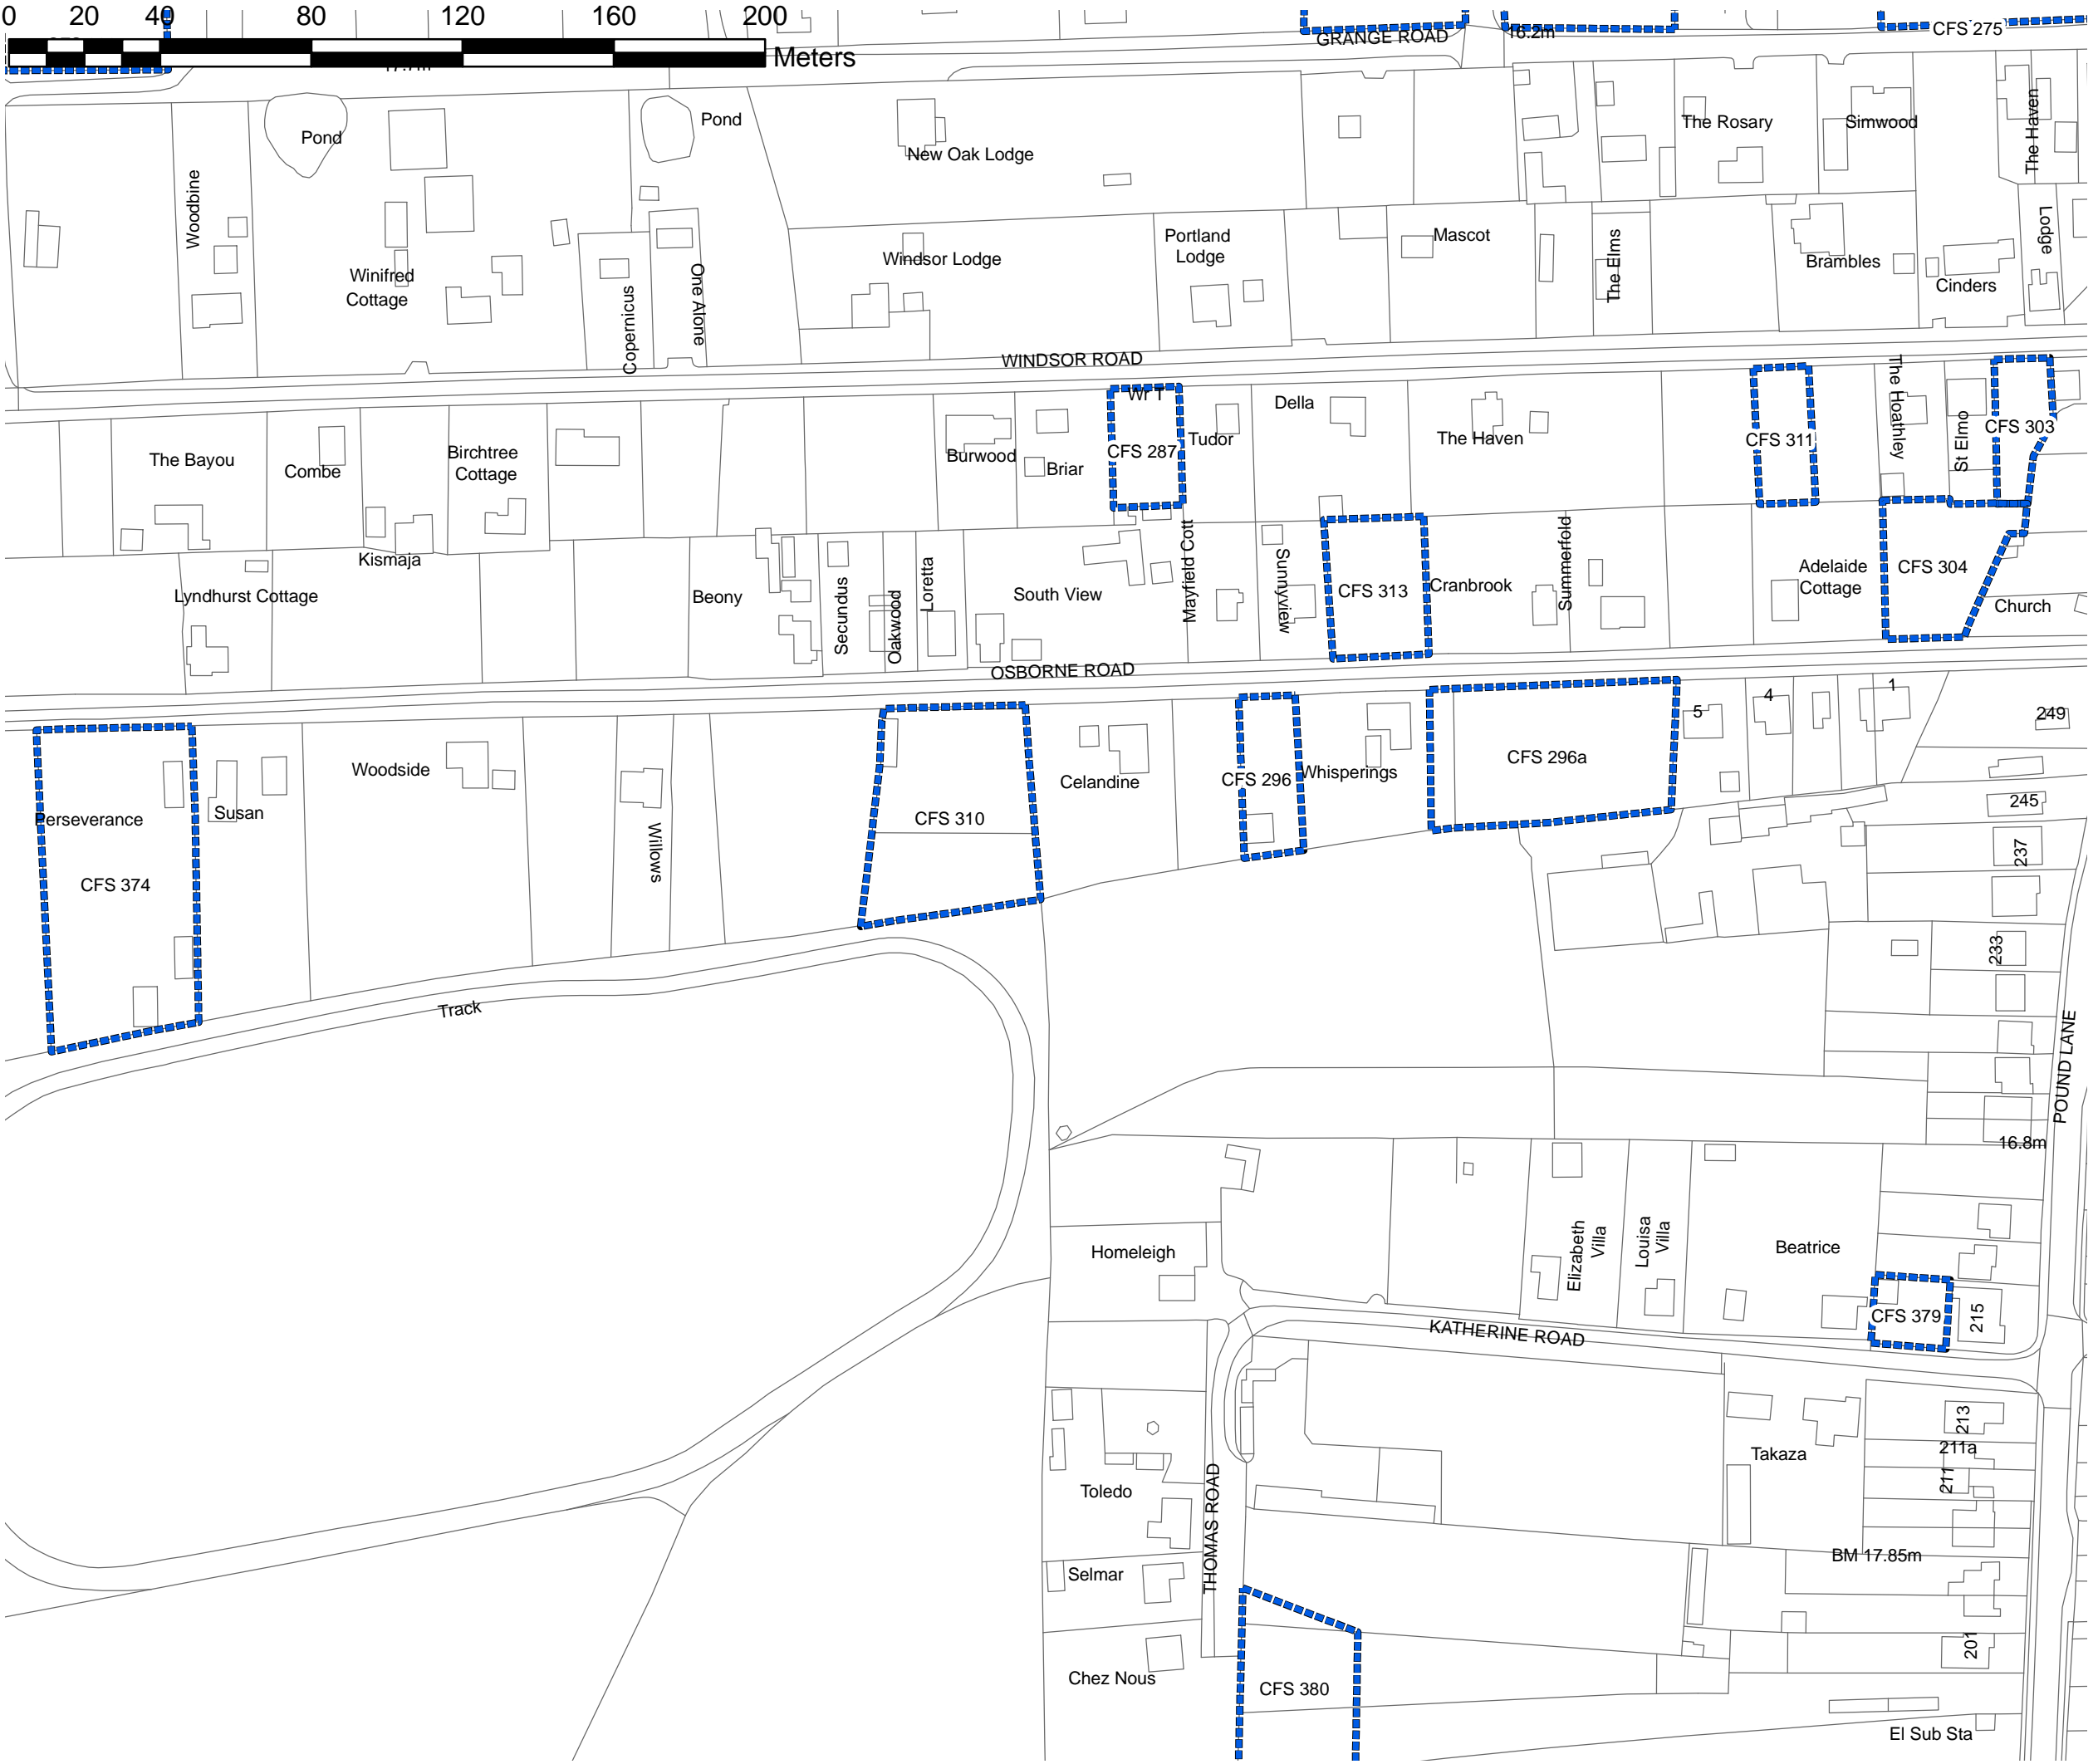 0 20 40 80 120 160 200
Meters
GRANGE ROAD
16.2m
CFS 275
Pond
Pond
New Oak Lodge
The Rosary
Simwood
The Haven
Woodbine
Winifred
Cottage
Copernicus
One Alone
Windsor Lodge
Portland
Lodge
Mascot
The Elms
Brambles
Cinders
Lodge
WINDSOR ROAD
The Bayou
Combe
Birchtree
Cottage
Burwood
Briar
Wr T
CFS 287
Tudor
Della
The Haven
CFS 311
The Hoathley
St Elmo
CFS 303
Kismaja
Lyndhurst Cottage
Beony
Secundus
Oakwood
Loretta
South View
Mayfield Cott
Sunnyview
CFS 313
Cranbrook
Summerfold
Adelaide
Cottage
CFS 304
Church
OSBORNE ROAD
Perseverance
CFS 374
Susan
Woodside
Willows
CFS 310
Celandine
CFS 296
Whisperings
CFS 296a
5
4
1
249
245
237
233
Track
POUND LANE
16.8m
Homeleigh
Elizabeth
Villa
Louisa
Villa
Beatrice
CFS 379
215
KATHERINE ROAD
Toledo
THOMAS ROAD
Takaza
213
211a
211
BM 17.85m
Selmar
Chez Nous
CFS 380
201
El Sub Sta